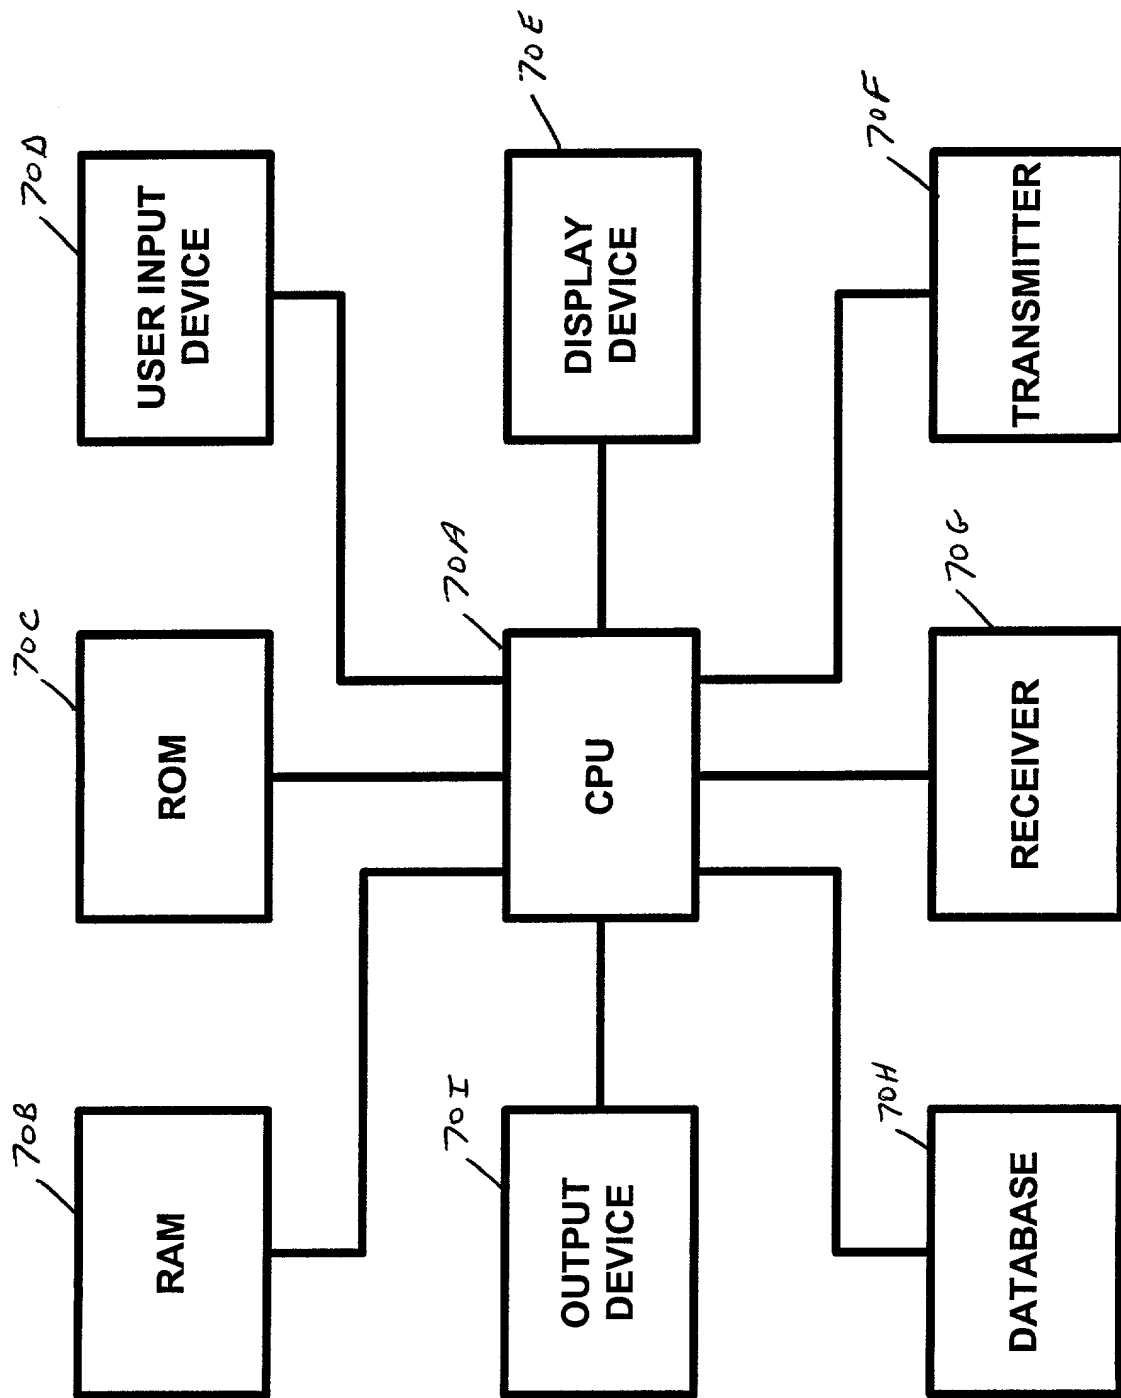 70B
RAM
70C
ROM
70D
USER INPUT
DEVICE
70I
OUTPUT
DEVICE
70A
CPU
70E
DISPLAY
DEVICE
70H
DATABASE
70G
RECEIVER
70F
TRANSMITTER